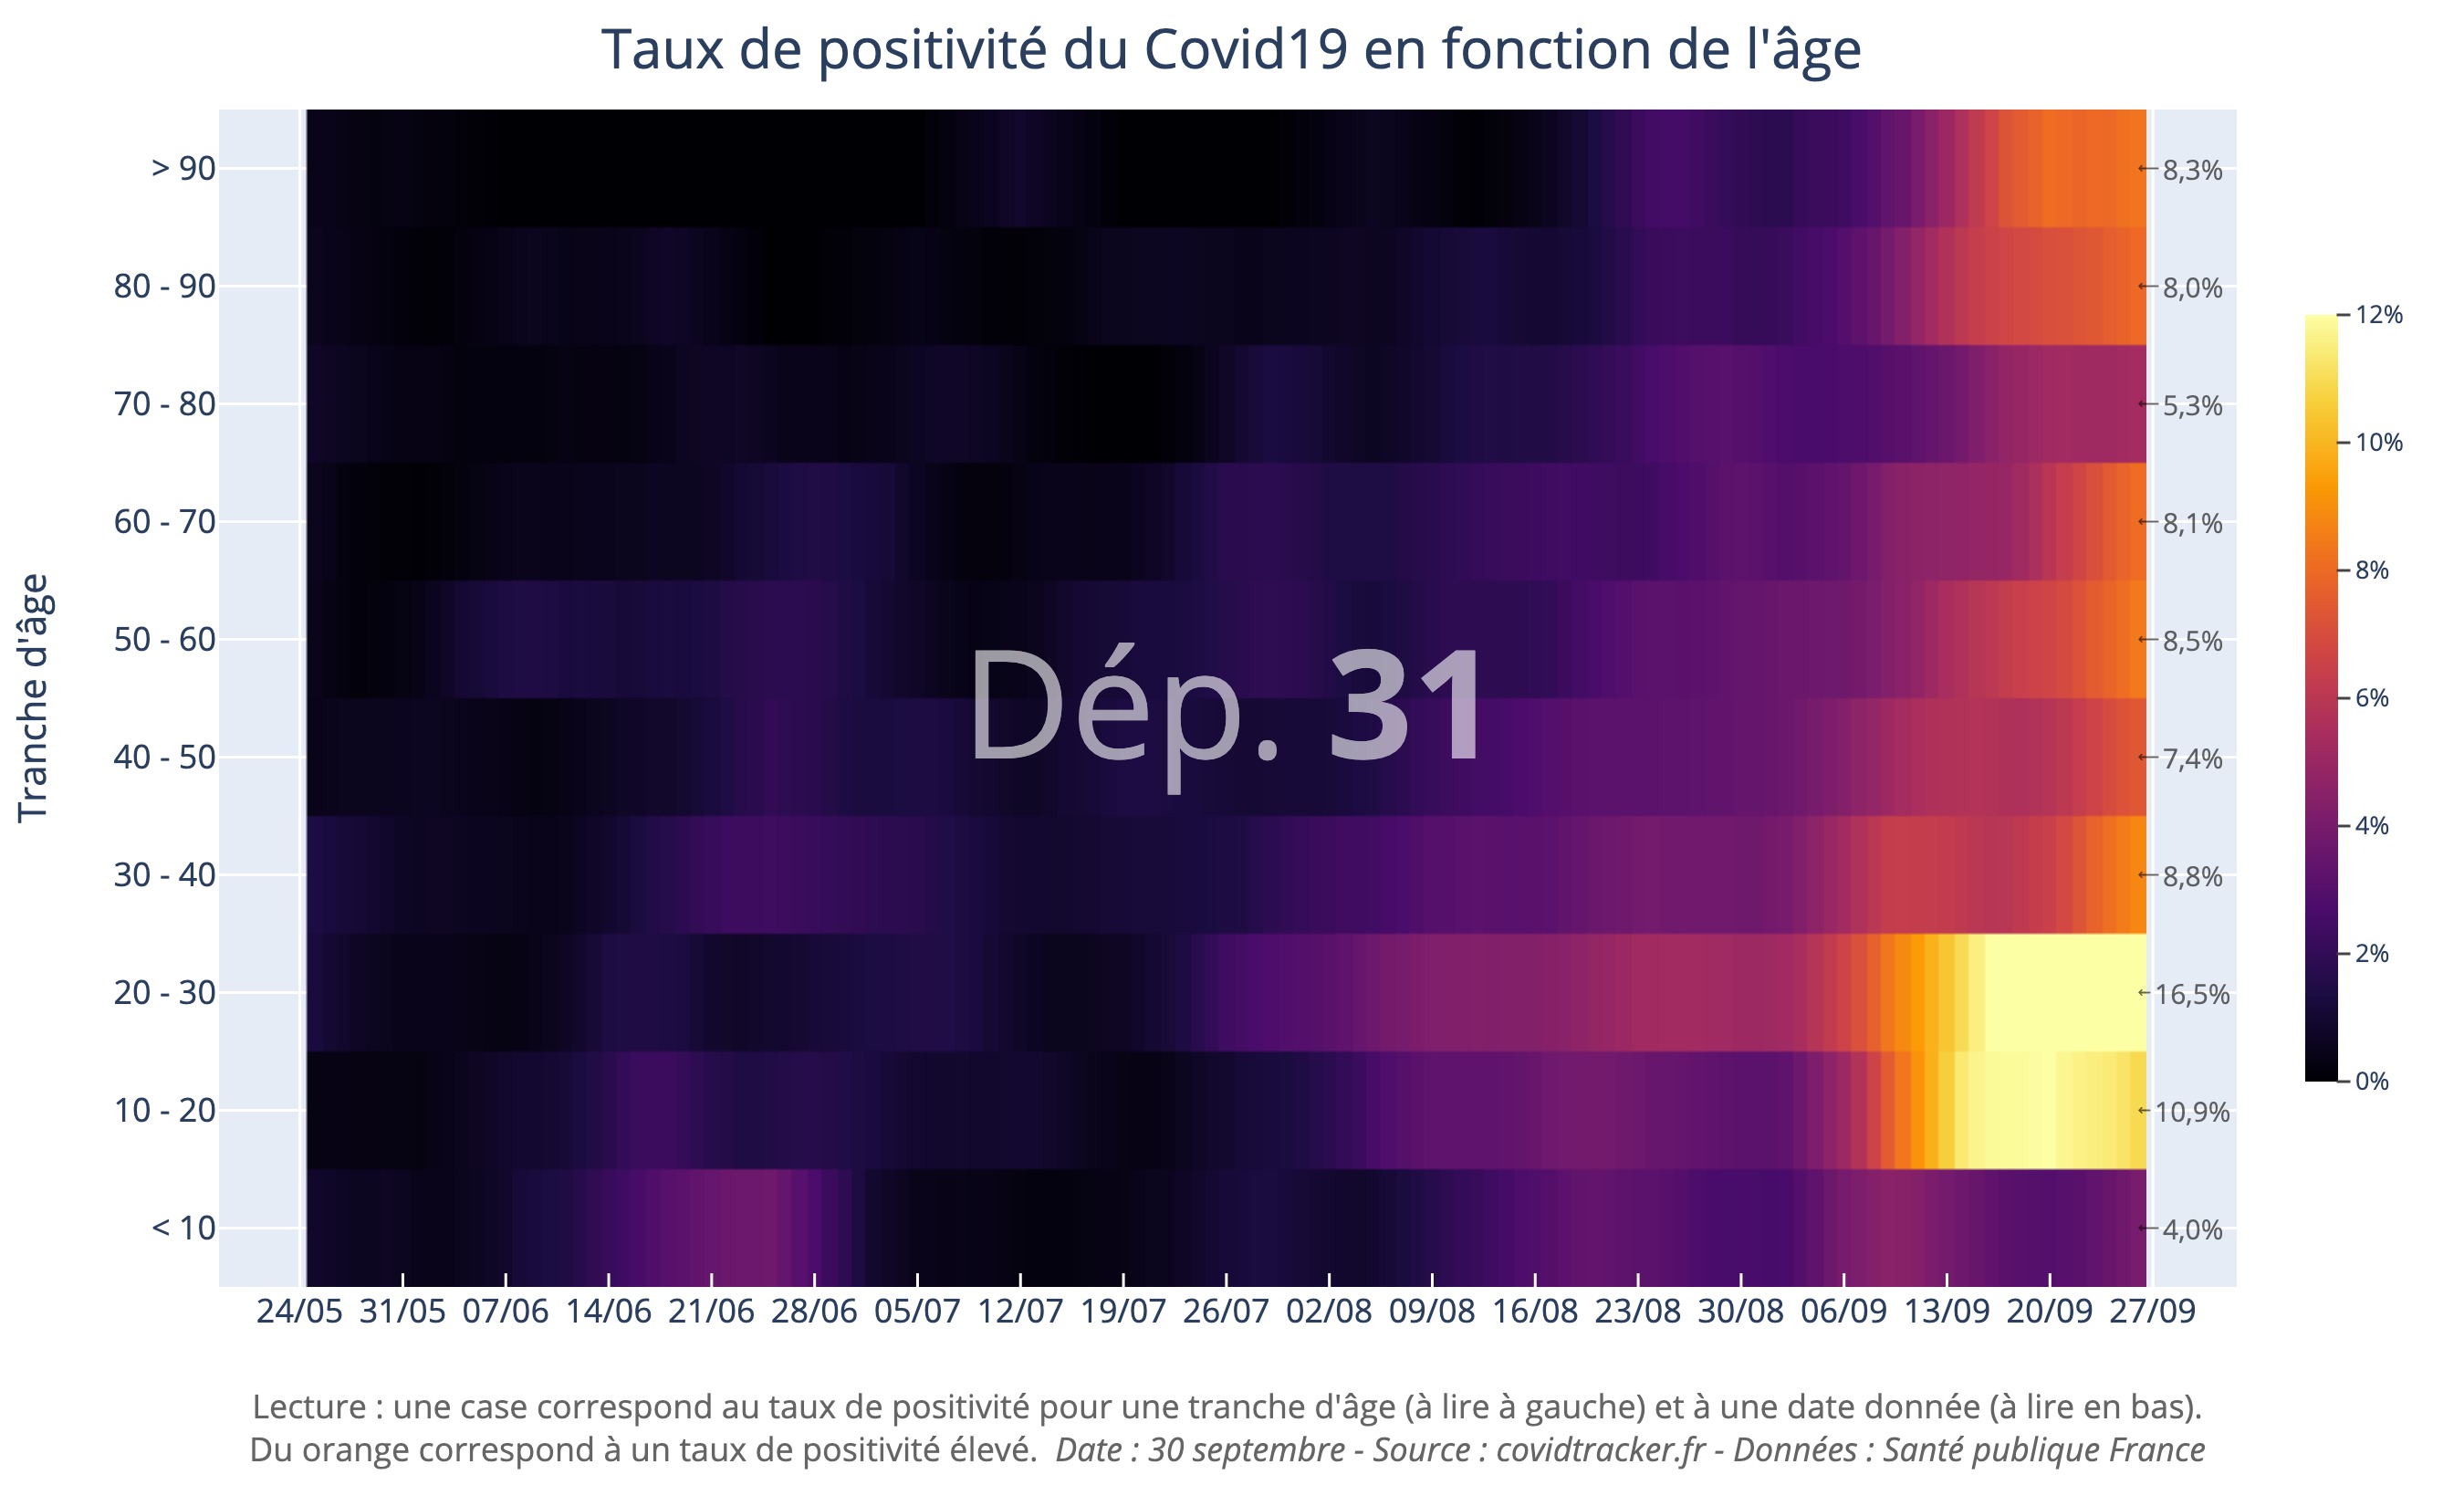 Taux de positivité du Covid19 en fonction de l'âge
Tranche d'âge
> 90
80 - 90
70 - 80
60 - 70
50 - 60
40 - 50
30 - 40
20 - 30
10 - 20
< 10
Dép. 31
←8,3%
←8,0%
←5,3%
←8,1%
←8,5%
←7,4%
←8,8%
←16,5%
←10,9%
←4,0%
12%
10%
8%
6%
4%
2%
0%
24/05 31/05 07/06 14/06 21/06 28/06 05/07 12/07 19/07 26/07 02/08 09/08 16/08 23/08 30/08 06/09 13/09 20/09 27/09
Lecture : une case correspond au taux de positivité pour une tranche d'âge (à lire à gauche) et à une date donnée (à lire en bas).
Du orange correspond à un taux de positivité élevé. Date : 30 septembre - Source : covidtracker.fr - Données : Santé publique France